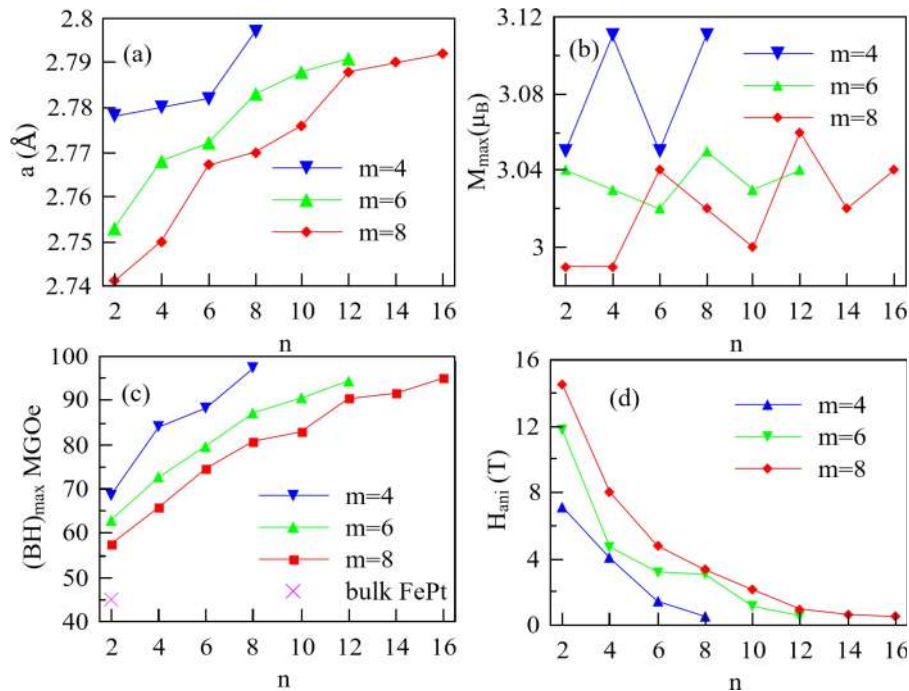 2.8
2.79
2.78
2.77
2.76
2.75
2.74
a (Å)
(a)
m=4
m=6
m=8
2 4 6 8 10 12 14 16
n
3.12
3.08
3.04
3
M_max(μ_B)
(b)
m=4
m=6
m=8
2 4 6 8 10 12 14 16
n
100
90
80
70
60
50
40
(BH)_max MGOe
(c)
m=4
m=6
m=8
bulk FePt
2 4 6 8 10 12 14 16
n
16
12
8
4
0
H_ani (T)
(d)
m=4
m=6
m=8
2 4 6 8 10 12 14 16
n